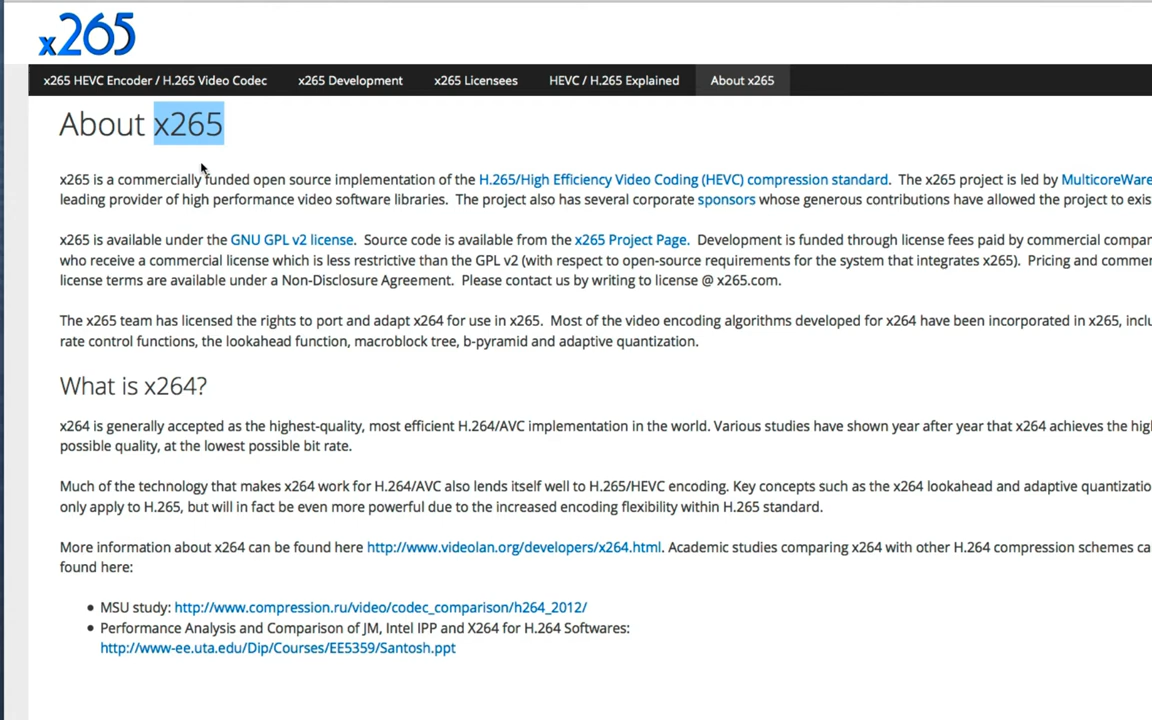 x265
x265 HEVC Encoder / H.265 Video Codec x265 Development x265 Licensees HEVC / H.265 Explained About x265
About x265
x265 is a commercially funded open source implementation of the H.265/High Efficiency Video Coding (HEVC) compression standard. The x265 project is led by MulticoreWare
leading provider of high performance video software libraries. The project also has several corporate sponsors whose generous contributions have allowed the project to exis
x265 is available under the GNU GPL v2 license. Source code is available from the x265 Project Page. Development is funded through license fees paid by commercial compan
who receive a commercial license which is less restrictive than the GPL v2 (with respect to open-source requirements for the system that integrates x265). Pricing and commer
license terms are available under a Non-Disclosure Agreement. Please contact us by writing to license @ x265.com.
The x265 team has licensed the rights to port and adapt x264 for use in x265. Most of the video encoding algorithms developed for x264 have been incorporated in x265, inclu
rate control functions, the lookahead function, macroblock tree, b-pyramid and adaptive quantization.
What is x264?
x264 is generally accepted as the highest-quality, most efficient H.264/AVC implementation in the world. Various studies have shown year after year that x264 achieves the hig
possible quality, at the lowest possible bit rate.
Much of the technology that makes x264 work for H.264/AVC also lends itself well to H.265/HEVC encoding. Key concepts such as the x264 lookahead and adaptive quantizatio
only apply to H.265, but will in fact be even more powerful due to the increased encoding flexibility within H.265 standard.
More information about x264 can be found here http://www.videolan.org/developers/x264.html. Academic studies comparing x264 with other H.264 compression schemes ca
found here:
• MSU study: http://www.compression.ru/video/codec_comparison/h264_2012/
• Performance Analysis and Comparison of JM, Intel IPP and X264 for H.264 Softwares:
http://www-ee.uta.edu/Dip/Courses/EE5359/Santosh.ppt